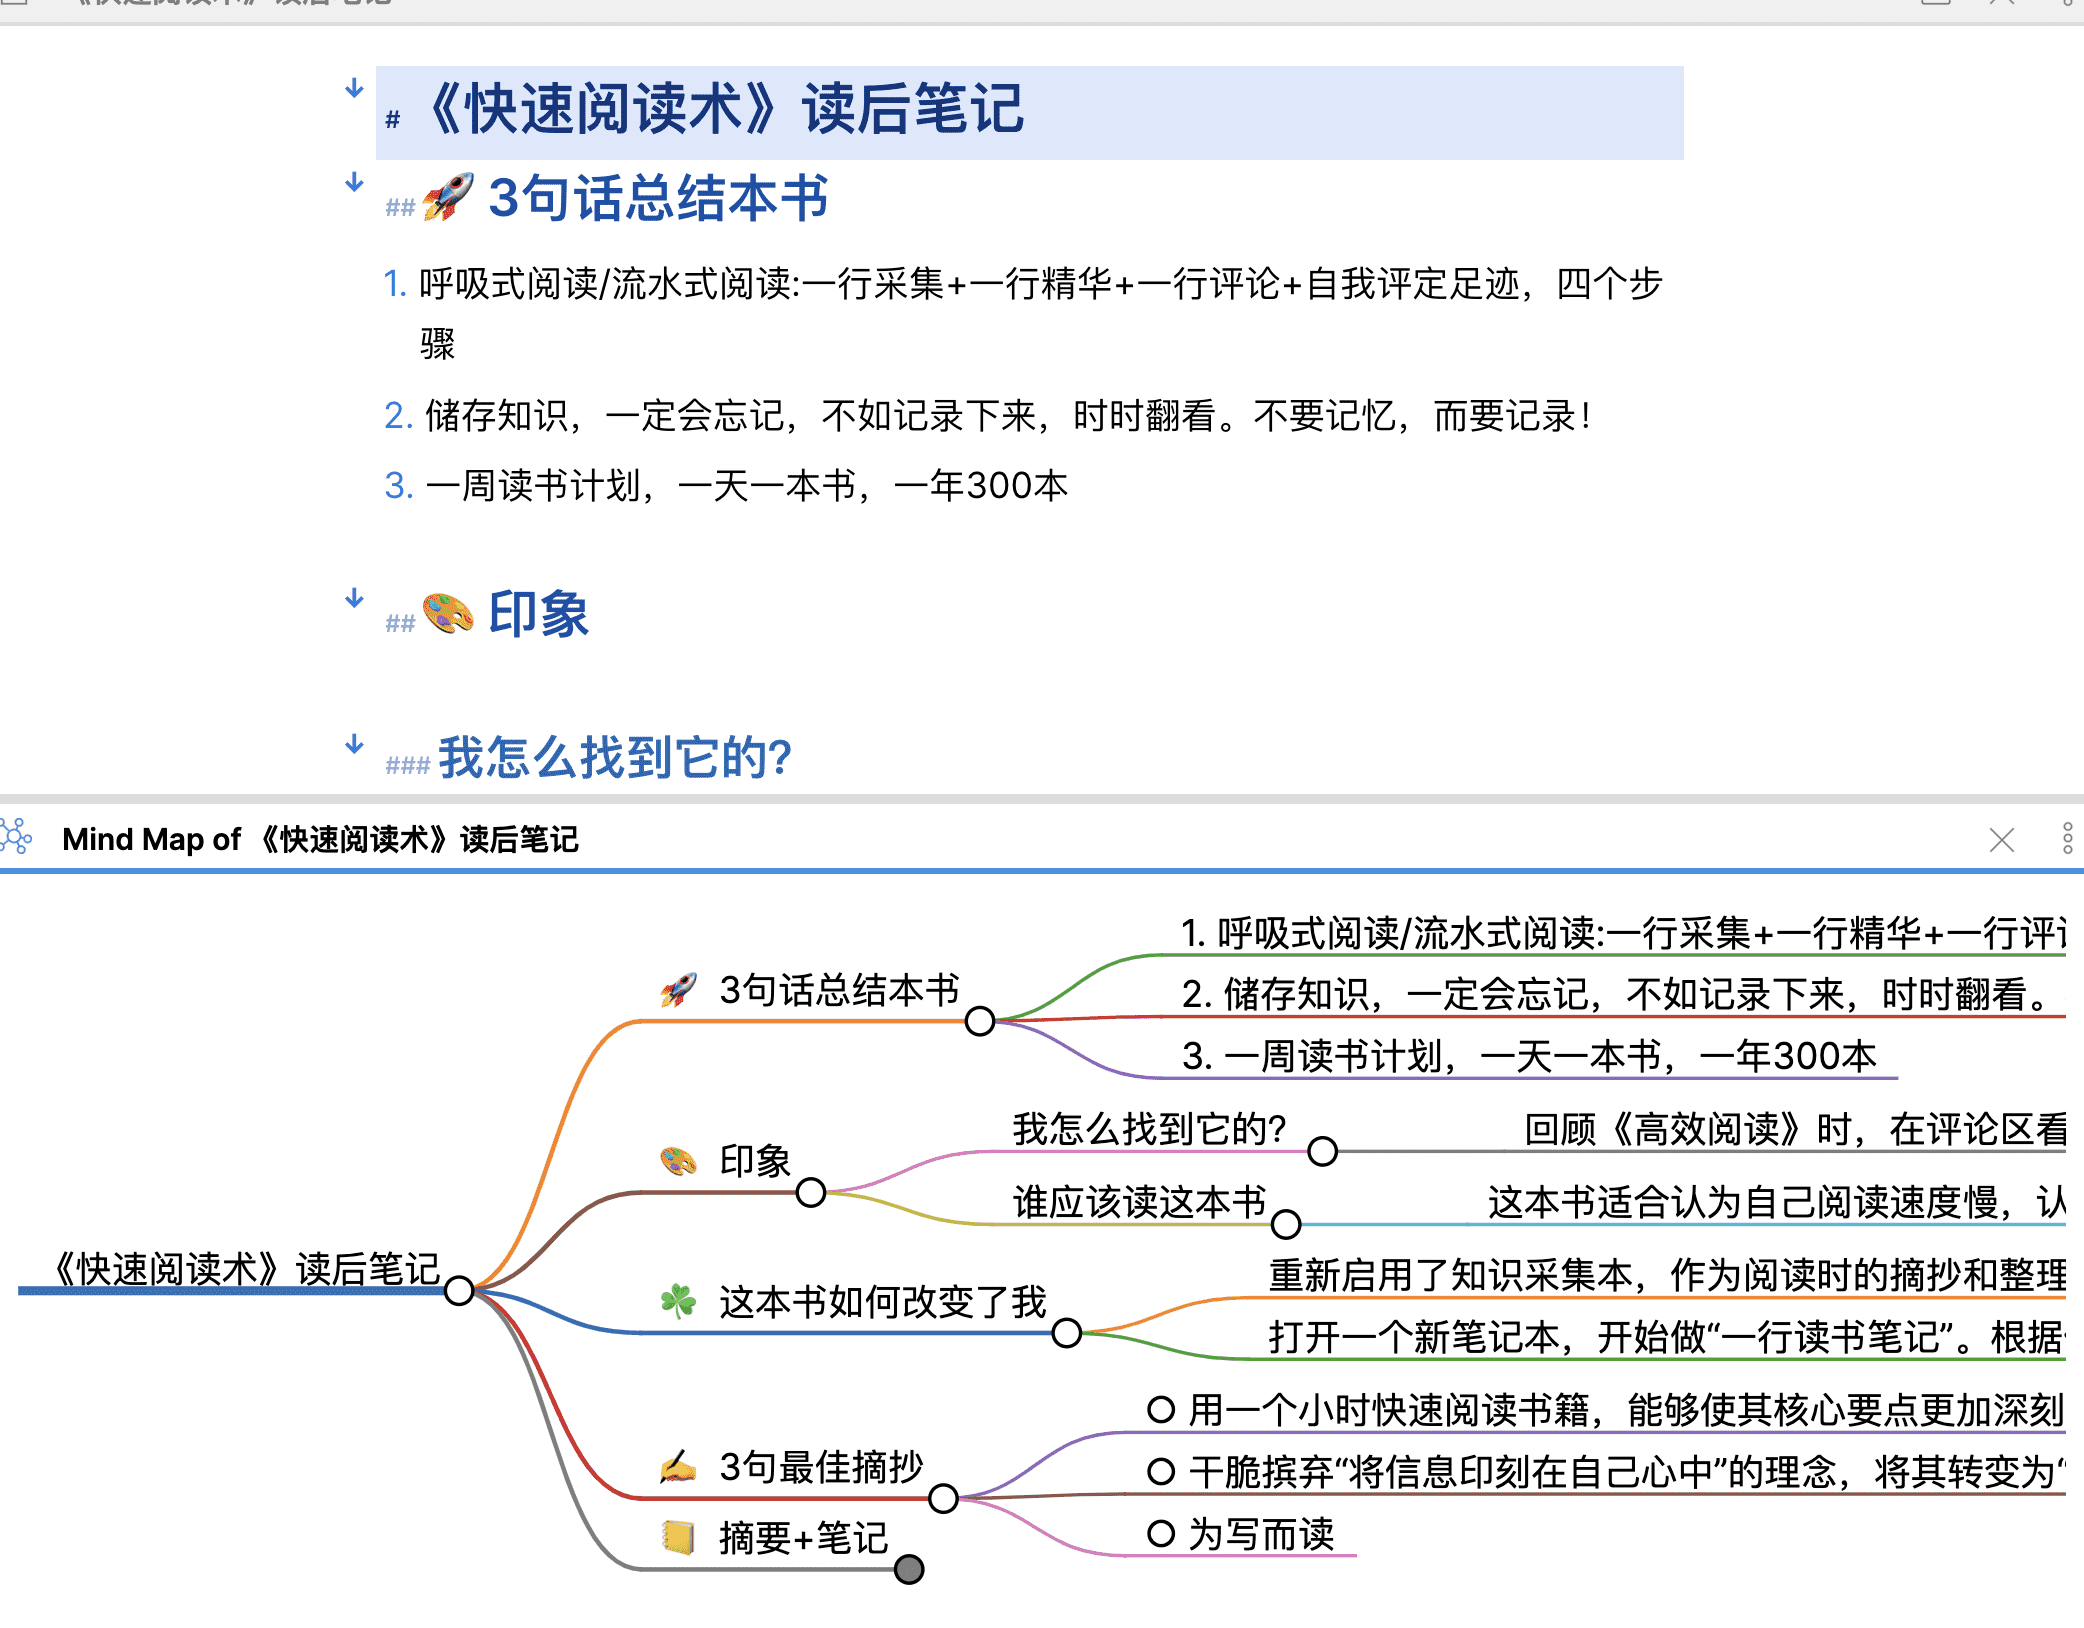 《快速阅读术》读后笔记
# 《快速阅读术》读后笔记
## 🚀 3句话总结本书
1. 呼吸式阅读/流水式阅读:一行采集+一行精华+一行评论+自我评定足迹，四个步
骤
2. 储存知识，一定会忘记，不如记录下来，时时翻看。不要记忆，而要记录！
3. 一周读书计划，一天一本书，一年300本
## 🎨 印象
### 我怎么找到它的?
Mind Map of 《快速阅读术》读后笔记
《快速阅读术》读后笔记
🚀 3句话总结本书
1. 呼吸式阅读/流水式阅读:一行采集+一行精华+一行评
2. 储存知识，一定会忘记，不如记录下来，时时翻看。
3. 一周读书计划，一天一本书，一年300本
🎨 印象
我怎么找到它的?
回顾《高效阅读》时，在评论区看
谁应该读这本书
这本书适合认为自己阅读速度慢，认
☘️ 这本书如何改变了我
重新启用了知识采集本，作为阅读时的摘抄和整理
打开一个新笔记本，开始做“一行读书笔记”。根据
✍️ 3句最佳摘抄
用一个小时快速阅读书籍，能够使其核心要点更加深刻
干脆摈弃“将信息印刻在自己心中”的理念，将其转变为“
为写而读
📒 摘要+笔记